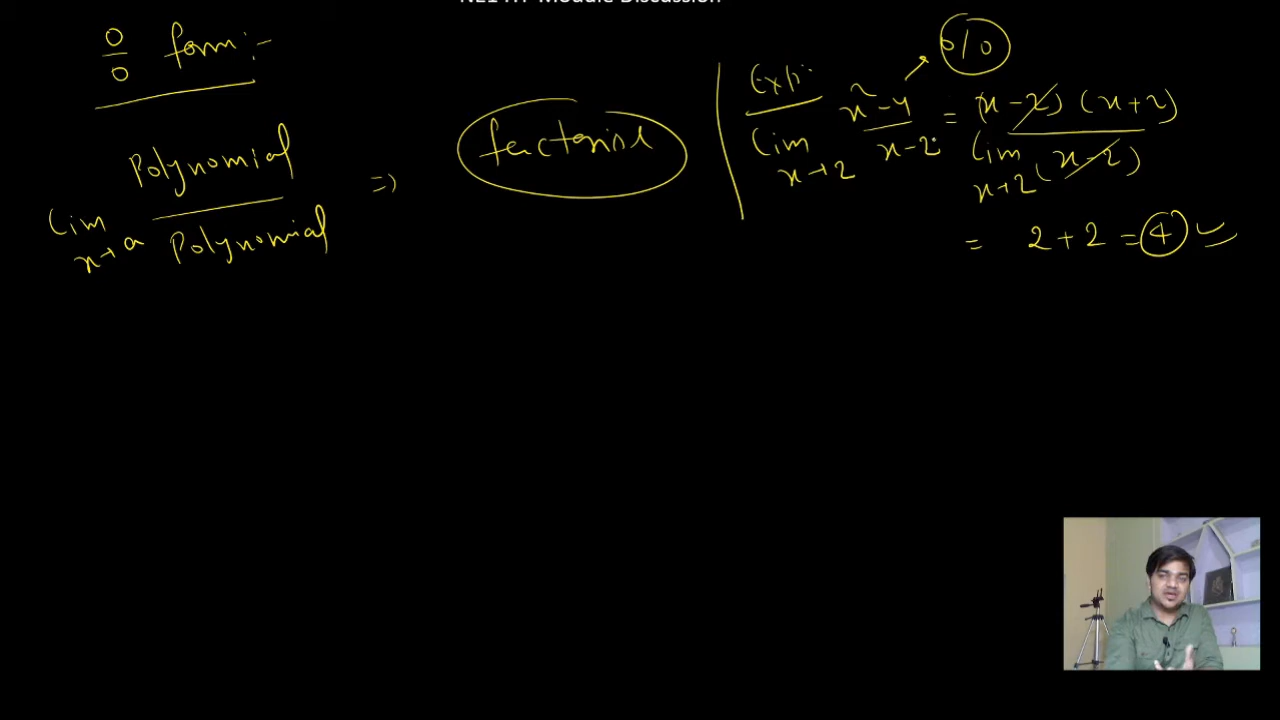 0/0 form:-
lim x→a Polynomial / Polynomial ⇒ factorise
Exp:
lim x→2 x²-4 / x-2 = lim x→2 (x-2)(x+2) / (x-2)
0/0
= 2+2 = 4